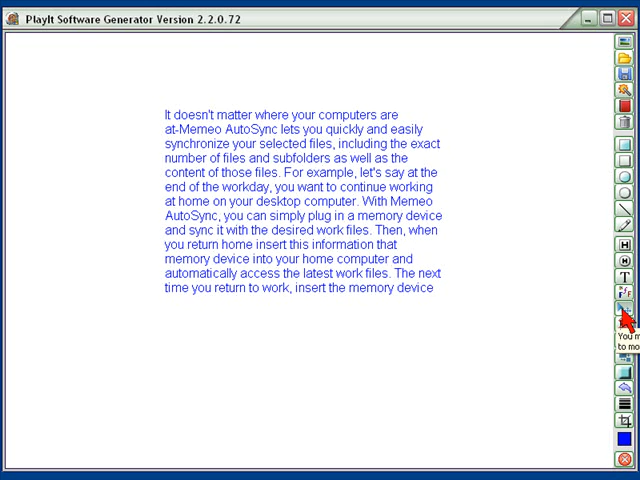 PlayIt Software Generator Version 2.2.0.72
It doesn't matter where your computers are
at-Memeo AutoSync lets you quickly and easily
synchronize your selected files, including the exact
number of files and subfolders as well as the
content of those files. For example, let's say at the
end of the workday, you want to continue working
at home on your desktop computer. With Memeo
AutoSync, you can simply plug in a memory device
and sync it with the desired work files. Then, when
you return home insert this information that
memory device into your home computer and
automatically access the latest work files. The next
time you return to work, insert the memory device
H
H
T
You m
to mo